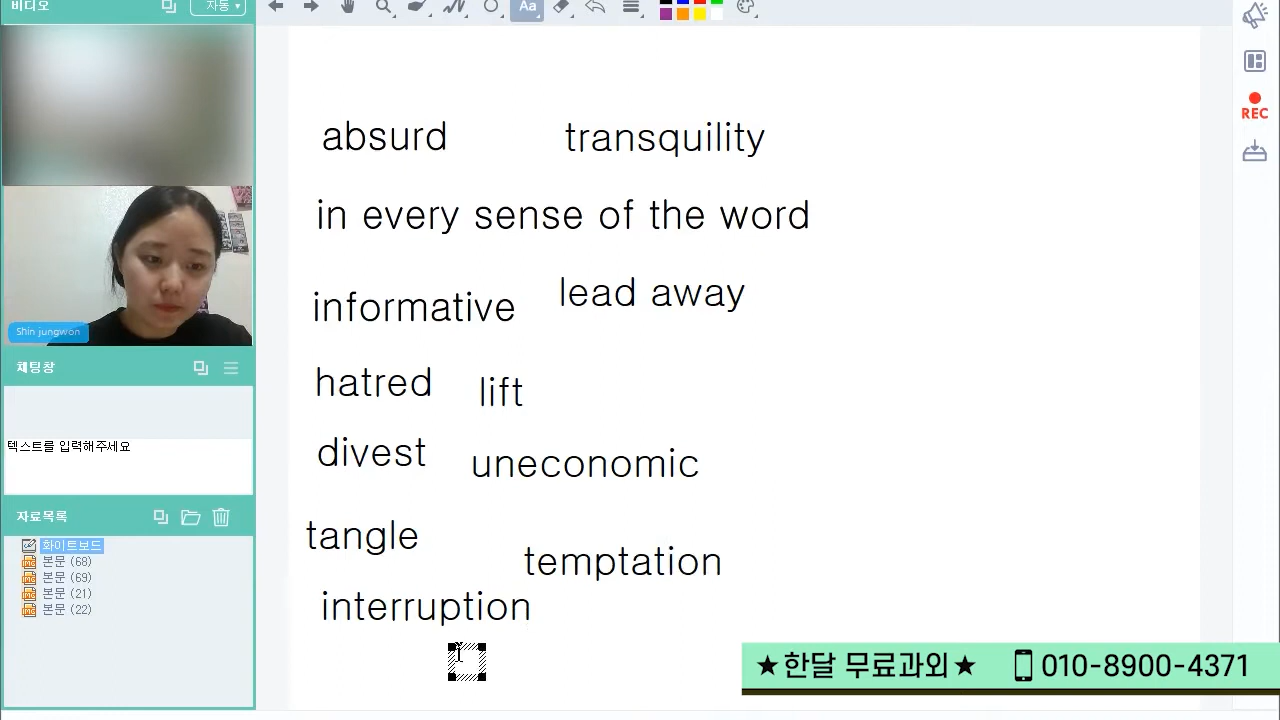 비디오
자동
Aa
REC
absurd transquility
in every sense of the word
informative lead away
hatred lift
divest uneconomic
tangle temptation
interruption
Shin jungwon
채팅창
텍스트를 입력해주세요
자료목록
화이트보드
본문 (68)
본문 (69)
본문 (21)
본문 (22)
★한달 무료과외★ 010-8900-4371